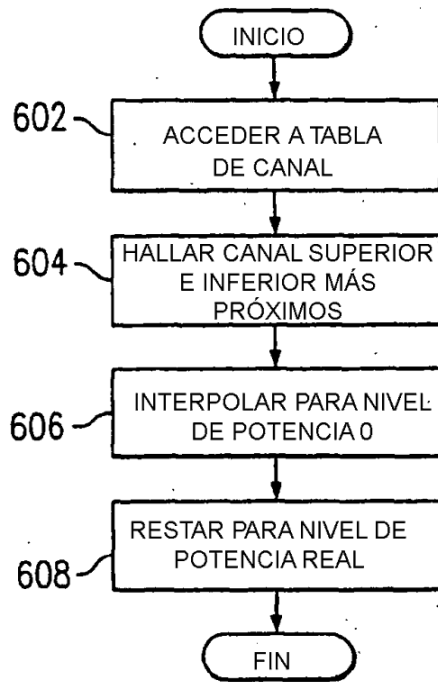 INICIO
602
ACCEDER A TABLA
DE CANAL
604
HALLAR CANAL SUPERIOR
E INFERIOR MÁS
PRÓXIMOS
606
INTERPOLAR PARA NIVEL
DE POTENCIA 0
608
RESTAR PARA NIVEL DE
POTENCIA REAL
FIN